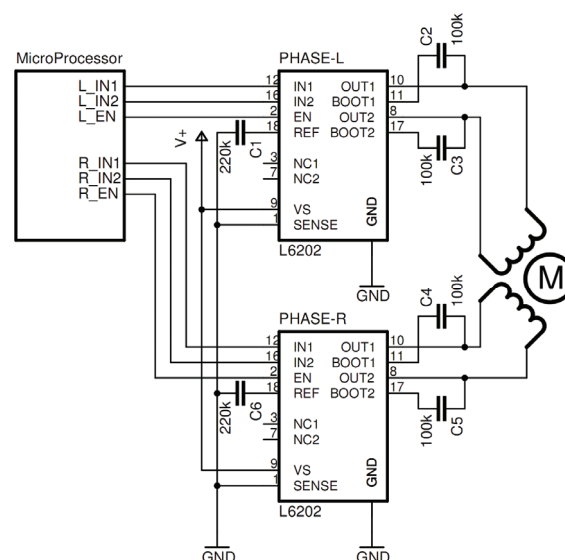 MicroProcessor
L_IN1
L_IN2
L_EN
R_IN1
R_IN2
R_EN
V+
PHASE-L
12 IN1
16 IN2
2 EN
18 REF
3 NC1
7 NC2
9 VS
1 SENSE
OUT1 10
BOOT1 11
OUT2 8
BOOT2 17
GND
L6202
220k
C1
C2
100k
100k
C3
GND
M
PHASE-R
12 IN1
16 IN2
2 EN
18 REF
3 NC1
7 NC2
9 VS
1 SENSE
OUT1 10
BOOT1 11
OUT2 8
BOOT2 17
GND
L6202
220k
C6
C4
100k
100k
C5
GND
GND